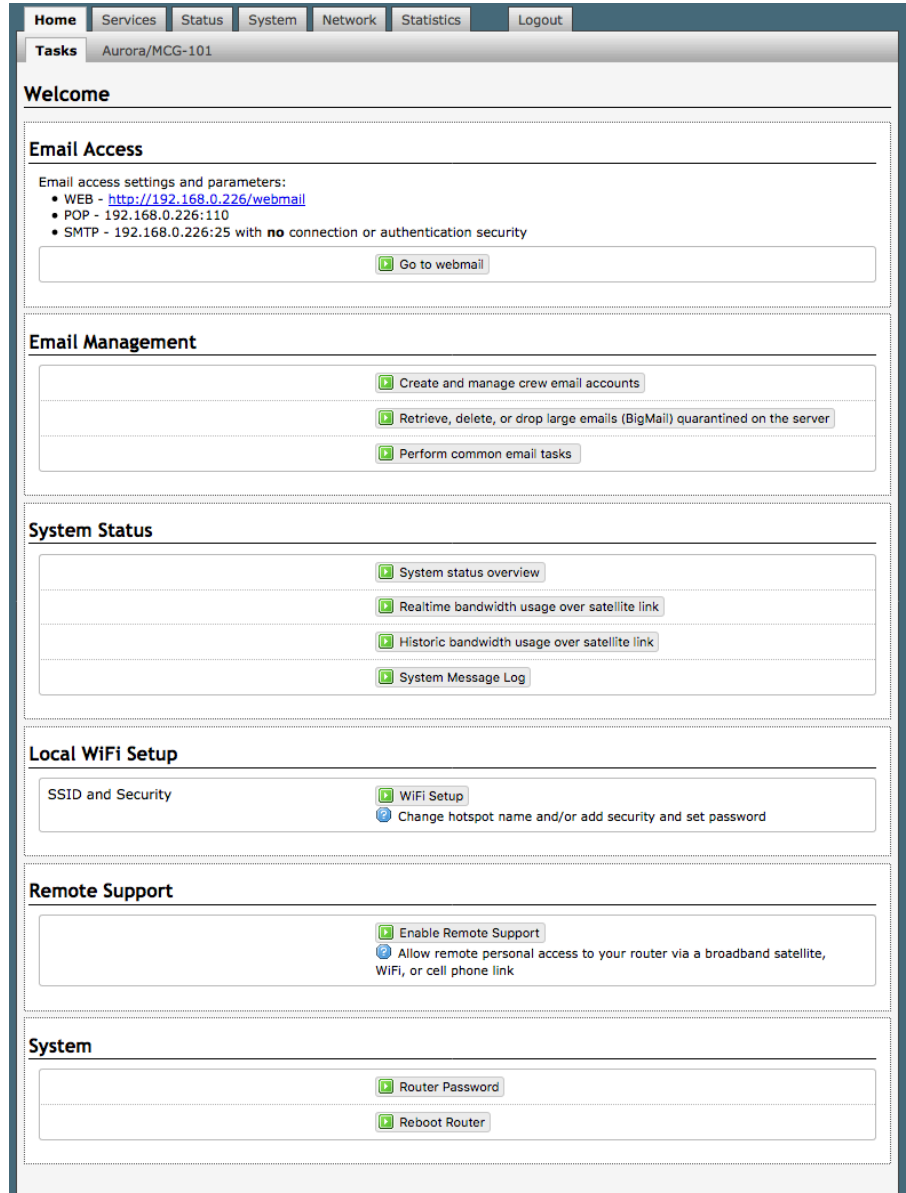 Home Services Status System Network Statistics Logout
Tasks Aurora/MCG-101
Welcome
Email Access
Email access settings and parameters:
• WEB - http://192.168.0.226/webmail
• POP - 192.168.0.226:110
• SMTP - 192.168.0.226:25 with no connection or authentication security
Go to webmail
Email Management
Create and manage crew email accounts
Retrieve, delete, or drop large emails (BigMail) quarantined on the server
Perform common email tasks
System Status
System status overview
Realtime bandwidth usage over satellite link
Historic bandwidth usage over satellite link
System Message Log
Local WiFi Setup
SSID and Security WiFi Setup
Change hotspot name and/or add security and set password
Remote Support
Enable Remote Support
Allow remote personal access to your router via a broadband satellite,
WiFi, or cell phone link
System
Router Password
Reboot Router